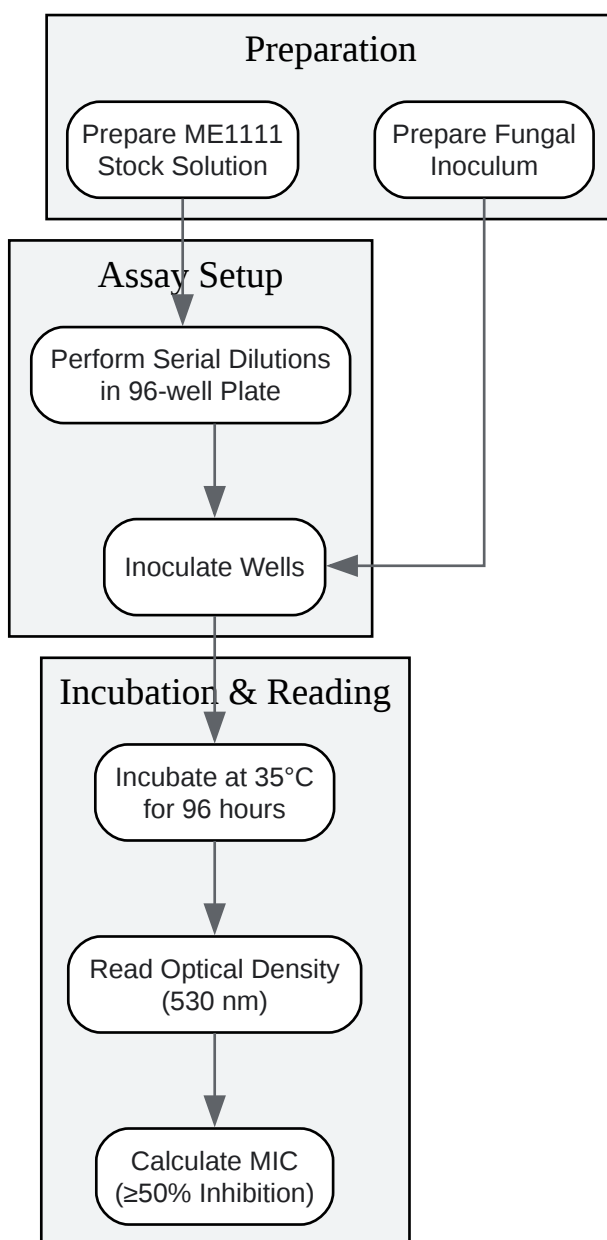 Preparation
Prepare ME1111
Stock Solution
Prepare Fungal
Inoculum
Assay Setup
Perform Serial Dilutions
in 96-well Plate
Inoculate Wells
Incubation & Reading
Incubate at 35°C
for 96 hours
Read Optical Density
(530 nm)
Calculate MIC
(≥50% Inhibition)